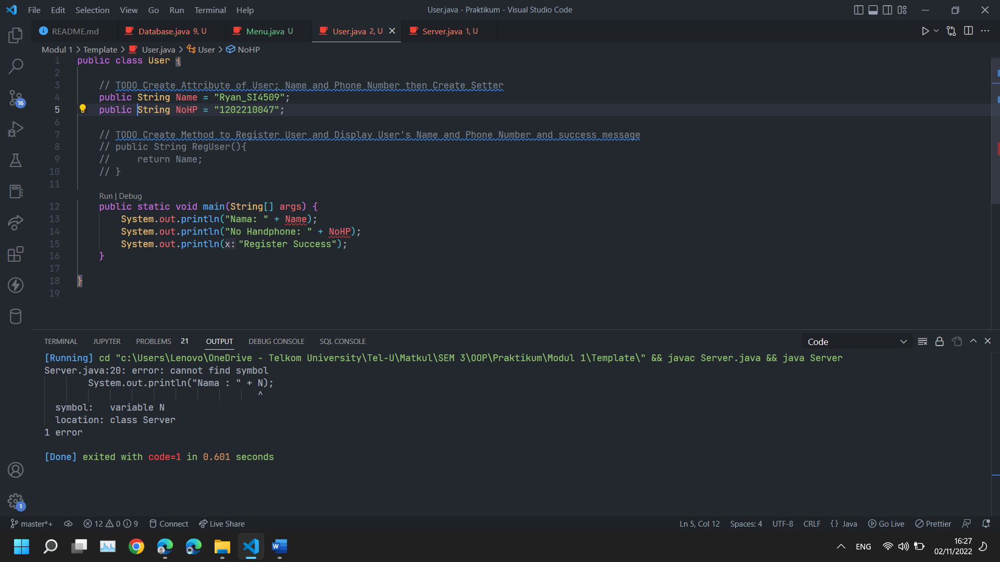 File Edit Selection View Go Run Terminal Help User.java - Praktikum - Visual Studio Code
README.md Database.java 9, U Menu.java U User.java 2, U Server.java 1, U
Modul 1 > Template > User.java > User > NoHP
1 public class User {
2
3 // TODO Create Attribute of User; Name and Phone Number then Create Setter
4 public String Name = "Ryan_SI4509";
5 public String NoHP = "1202210047";
6
7 // TODO Create Method to Register User and Display User's Name and Phone Number and success message
8 // public String RegUser(){
9 // return Name;
10 // }
11
Run | Debug
12 public static void main(String[] args) {
13 System.out.println("Nama: " + Name);
14 System.out.println("No Handphone: " + NoHP);
15 System.out.println(x: "Register Success");
16 }
17
18 }
19
16
TERMINAL JUPYTER PROBLEMS 21 OUTPUT DEBUG CONSOLE SQL CONSOLE Code
[Running] cd "c:\Users\Lenovo\OneDrive - Telkom University\Tel-U\Matkul\SEM 3\OOP\Praktikum\Modul 1\Template\" && javac Server.java && java Server
Server.java:20: error: cannot find symbol
System.out.println("Nama : " + N);
^
symbol: variable N
location: class Server
1 error
[Done] exited with code=1 in 0.601 seconds
1
master*+ 12 0 9 Connect Live Share Ln 5, Col 12 Spaces: 4 UTF-8 CRLF {} Java Go Live Prettier
ENG 16:27
02/11/2022